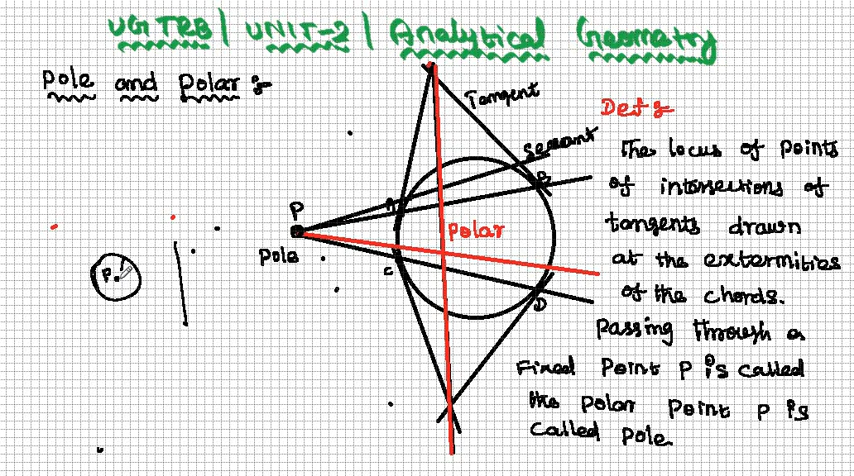 UG TRB | UNIT-2 | Analytical Geometry
Pole and Polar :-
Tangent
Def :-
Secant
The locus of points
P
B
of intersections of
A
tangents drawn
Polar
Pole
at the extermities
C
P.
D
of the chords.
Passing through a
Fixed Point P is called
the polar point P is
called pole.